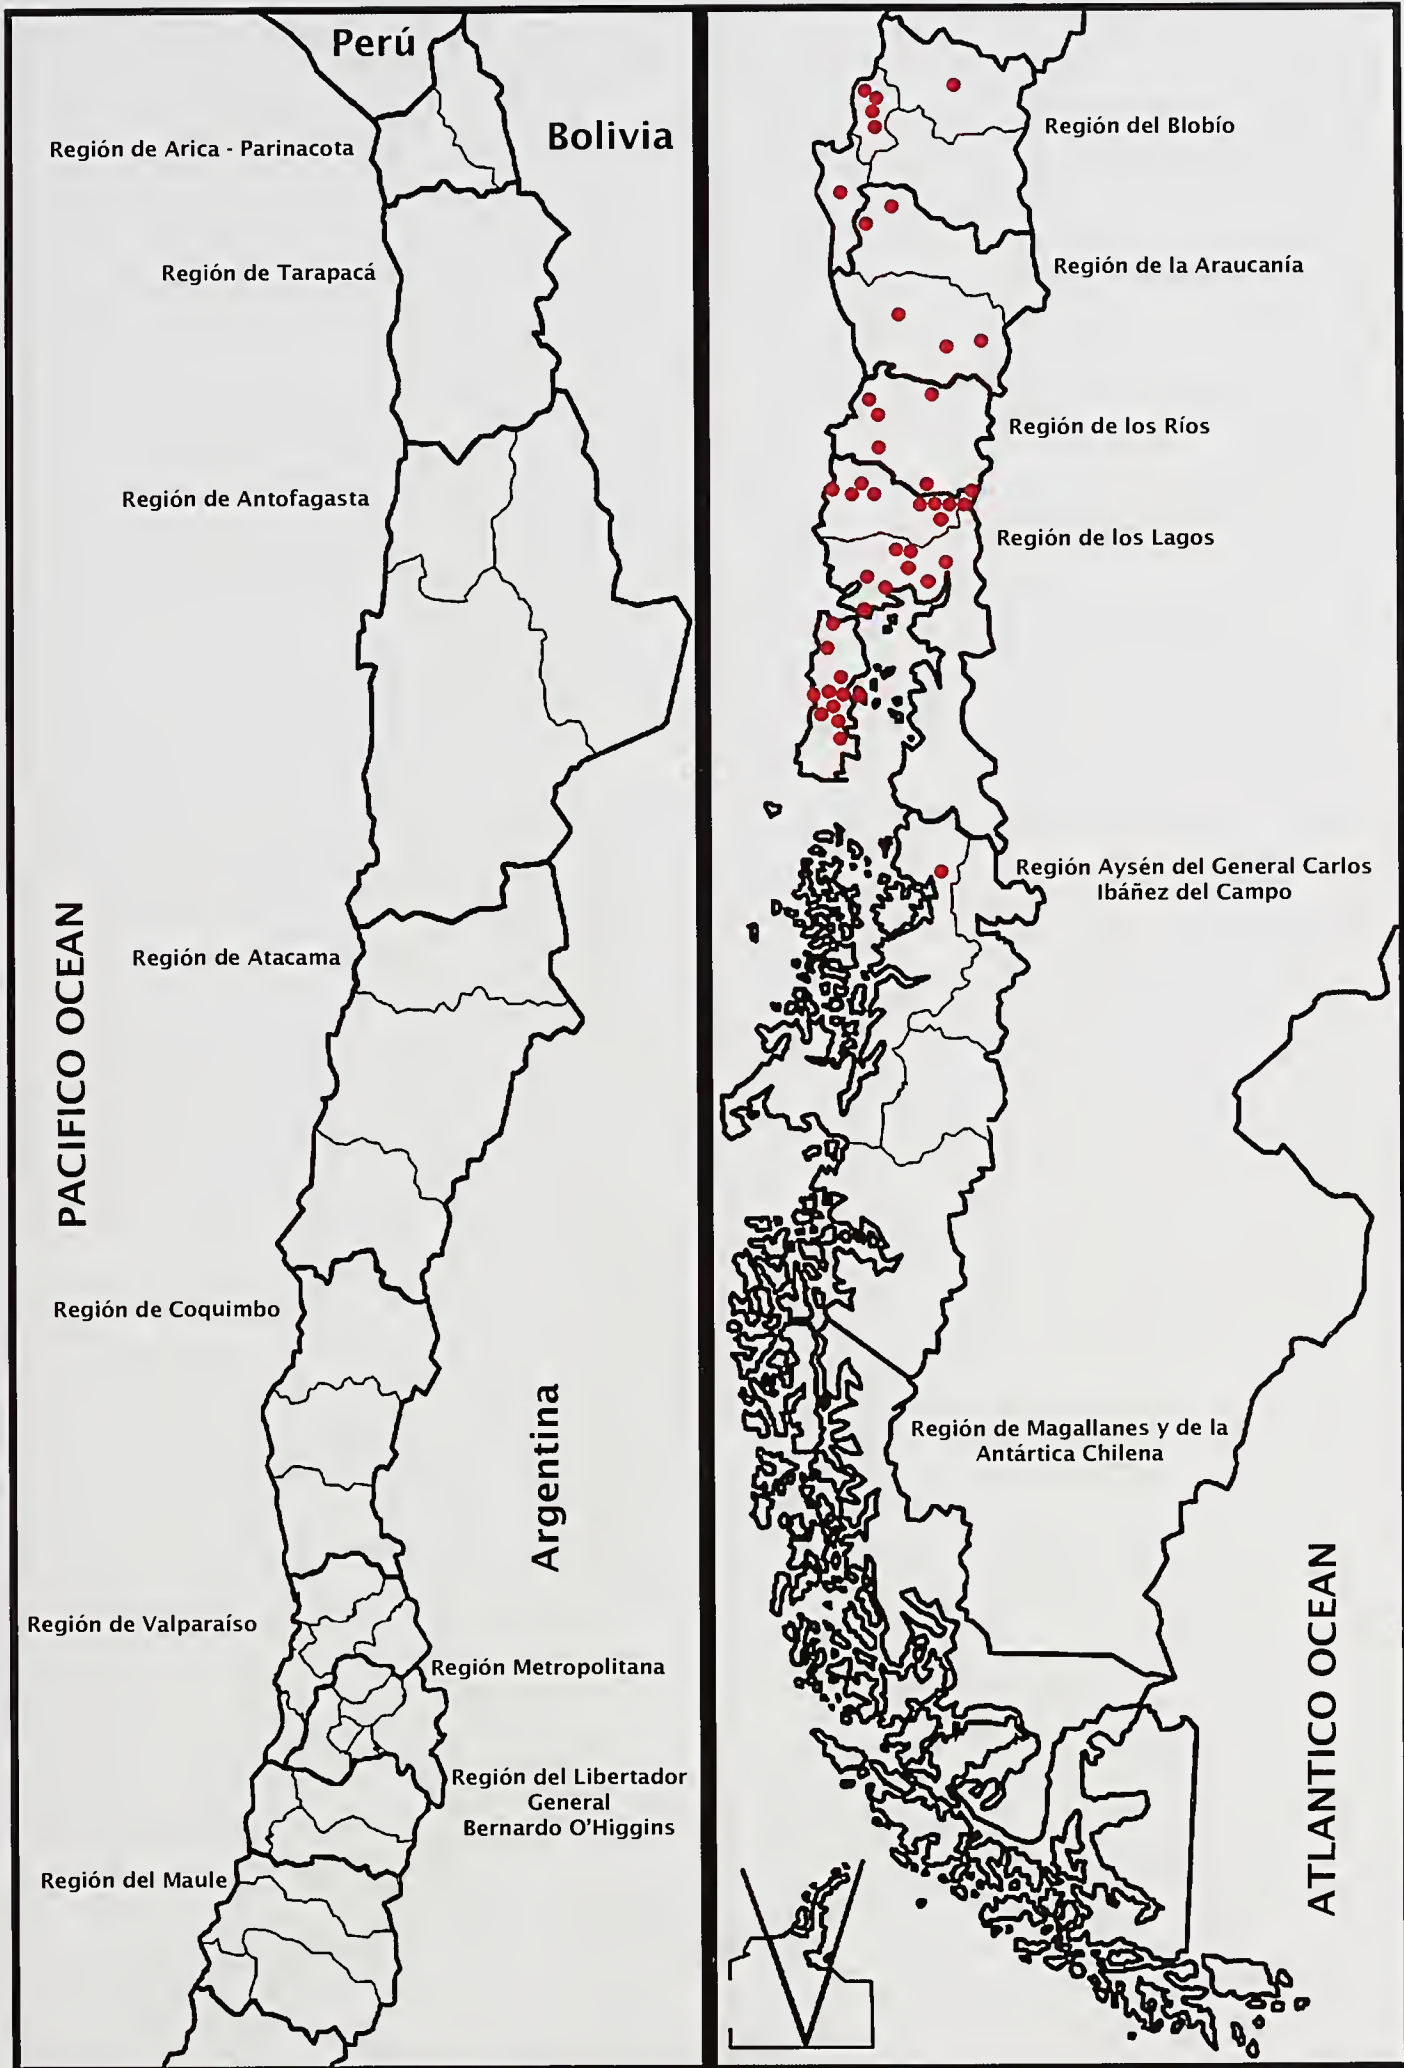 Perú
Bolivia
Región de Arica - Parinacota
Región de Tarapacá
Región de Antofagasta
Región de Atacama
PACIFICO OCEAN
Región de Coquimbo
Argentina
Región de Valparaíso
Región Metropolitana
Región del Libertador
General
Bernardo O'Higgins
Región del Maule
Región del Blobío
Región de la Araucanía
Región de los Ríos
Región de los Lagos
Región Aysén del General Carlos
Ibáñez del Campo
Región de Magallanes y de la
Antártica Chilena
ATLANTICO OCEAN